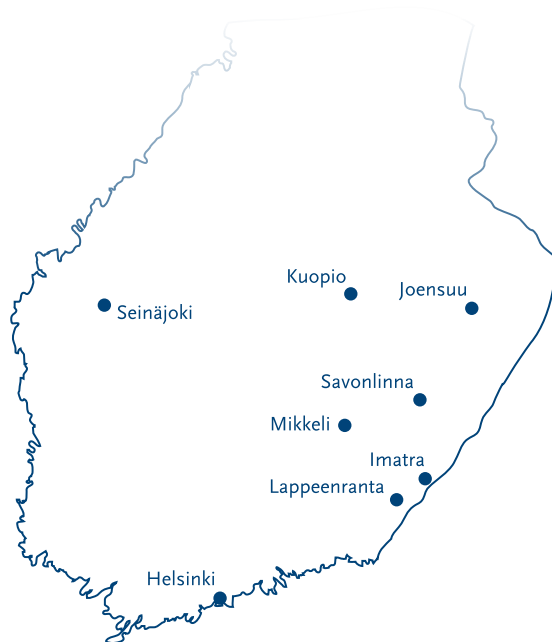 Kuopio
Joensuu
Seinäjoki
Savonlinna
Mikkeli
Imatra
Lappeenranta
Helsinki